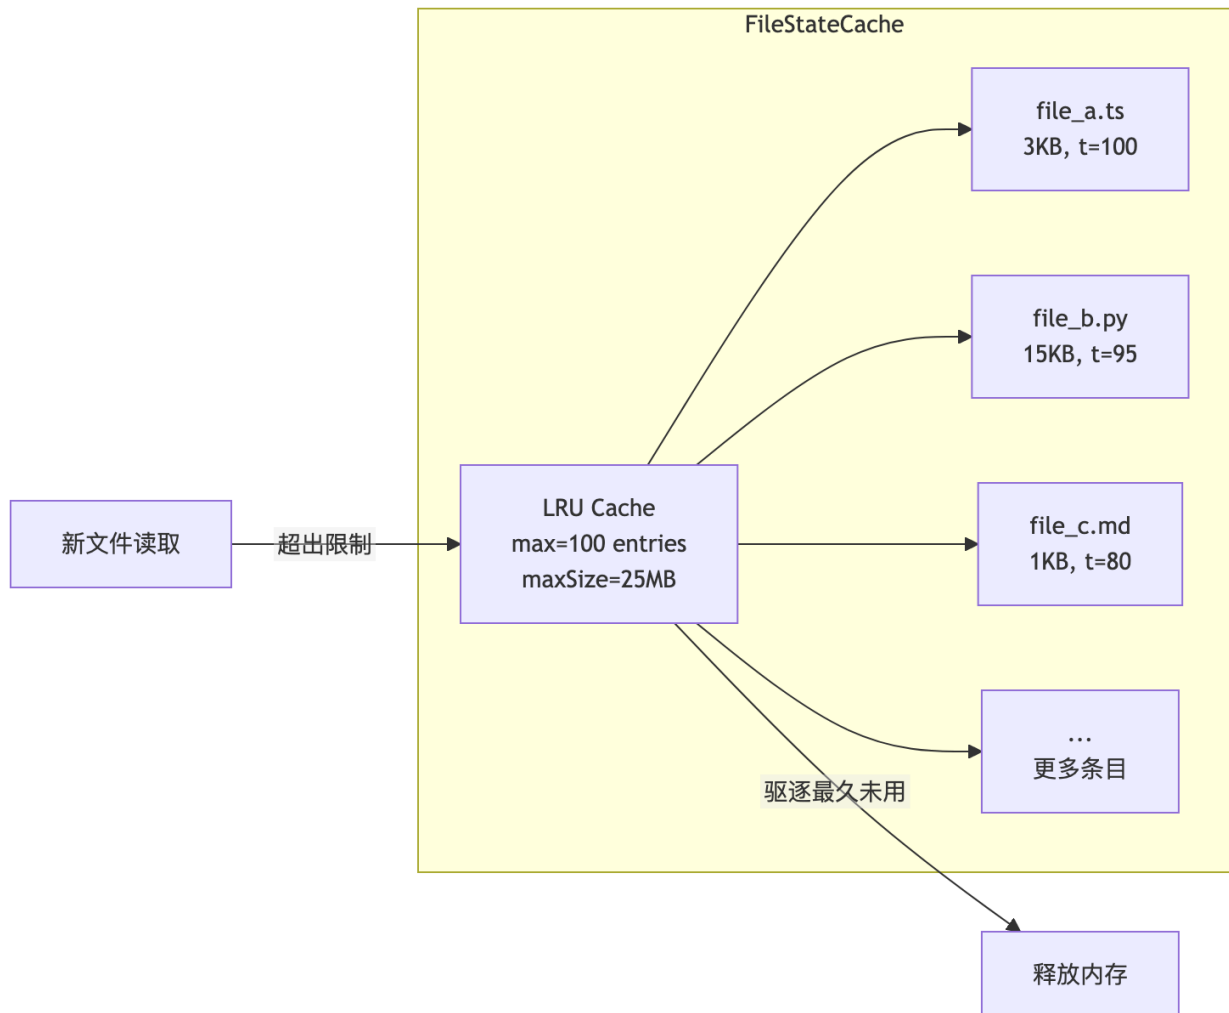 FileStateCache
file_a.ts
3KB, t=100
file_b.py
15KB, t=95
新文件读取
超出限制
LRU Cache
max=100 entries
maxSize=25MB
file_c.md
1KB, t=80
...
更多条目
驱逐最久未用
释放内存